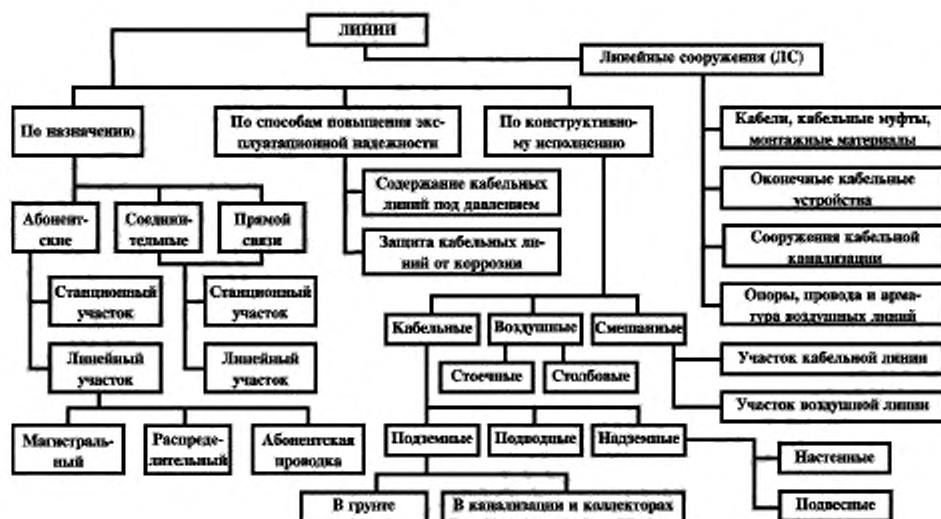 ЛИНИИ
Линейные сооружения (ЛС)
По назначению
По способам повышения экс-
плуатационной надежности
По конструктивно-
му исполнению
Кабели, кабельные муфты,
монтажные материалы
Содержание кабельных
линий под давлением
Оконечные кабельные
устройства
Абонент-
ские
Соедини-
тельные
Прямой
связи
Защита кабельных ли-
ний от коррозии
Сооружения кабельной
канализации
Станционный
участок
Станционный
участок
Опоры, провода и арма-
тура воздушных линий
Кабельные
Воздушные
Смешанные
Линейный
участок
Линейный
участок
Стоечные
Столбовые
Участок кабельной линии
Участок воздушной линии
Магистраль-
ный
Распреде-
лительный
Абонентская
проводка
Подземные
Подводные
Надземные
Настенные
В грунте
В канализации и коллекторах
Подвесные